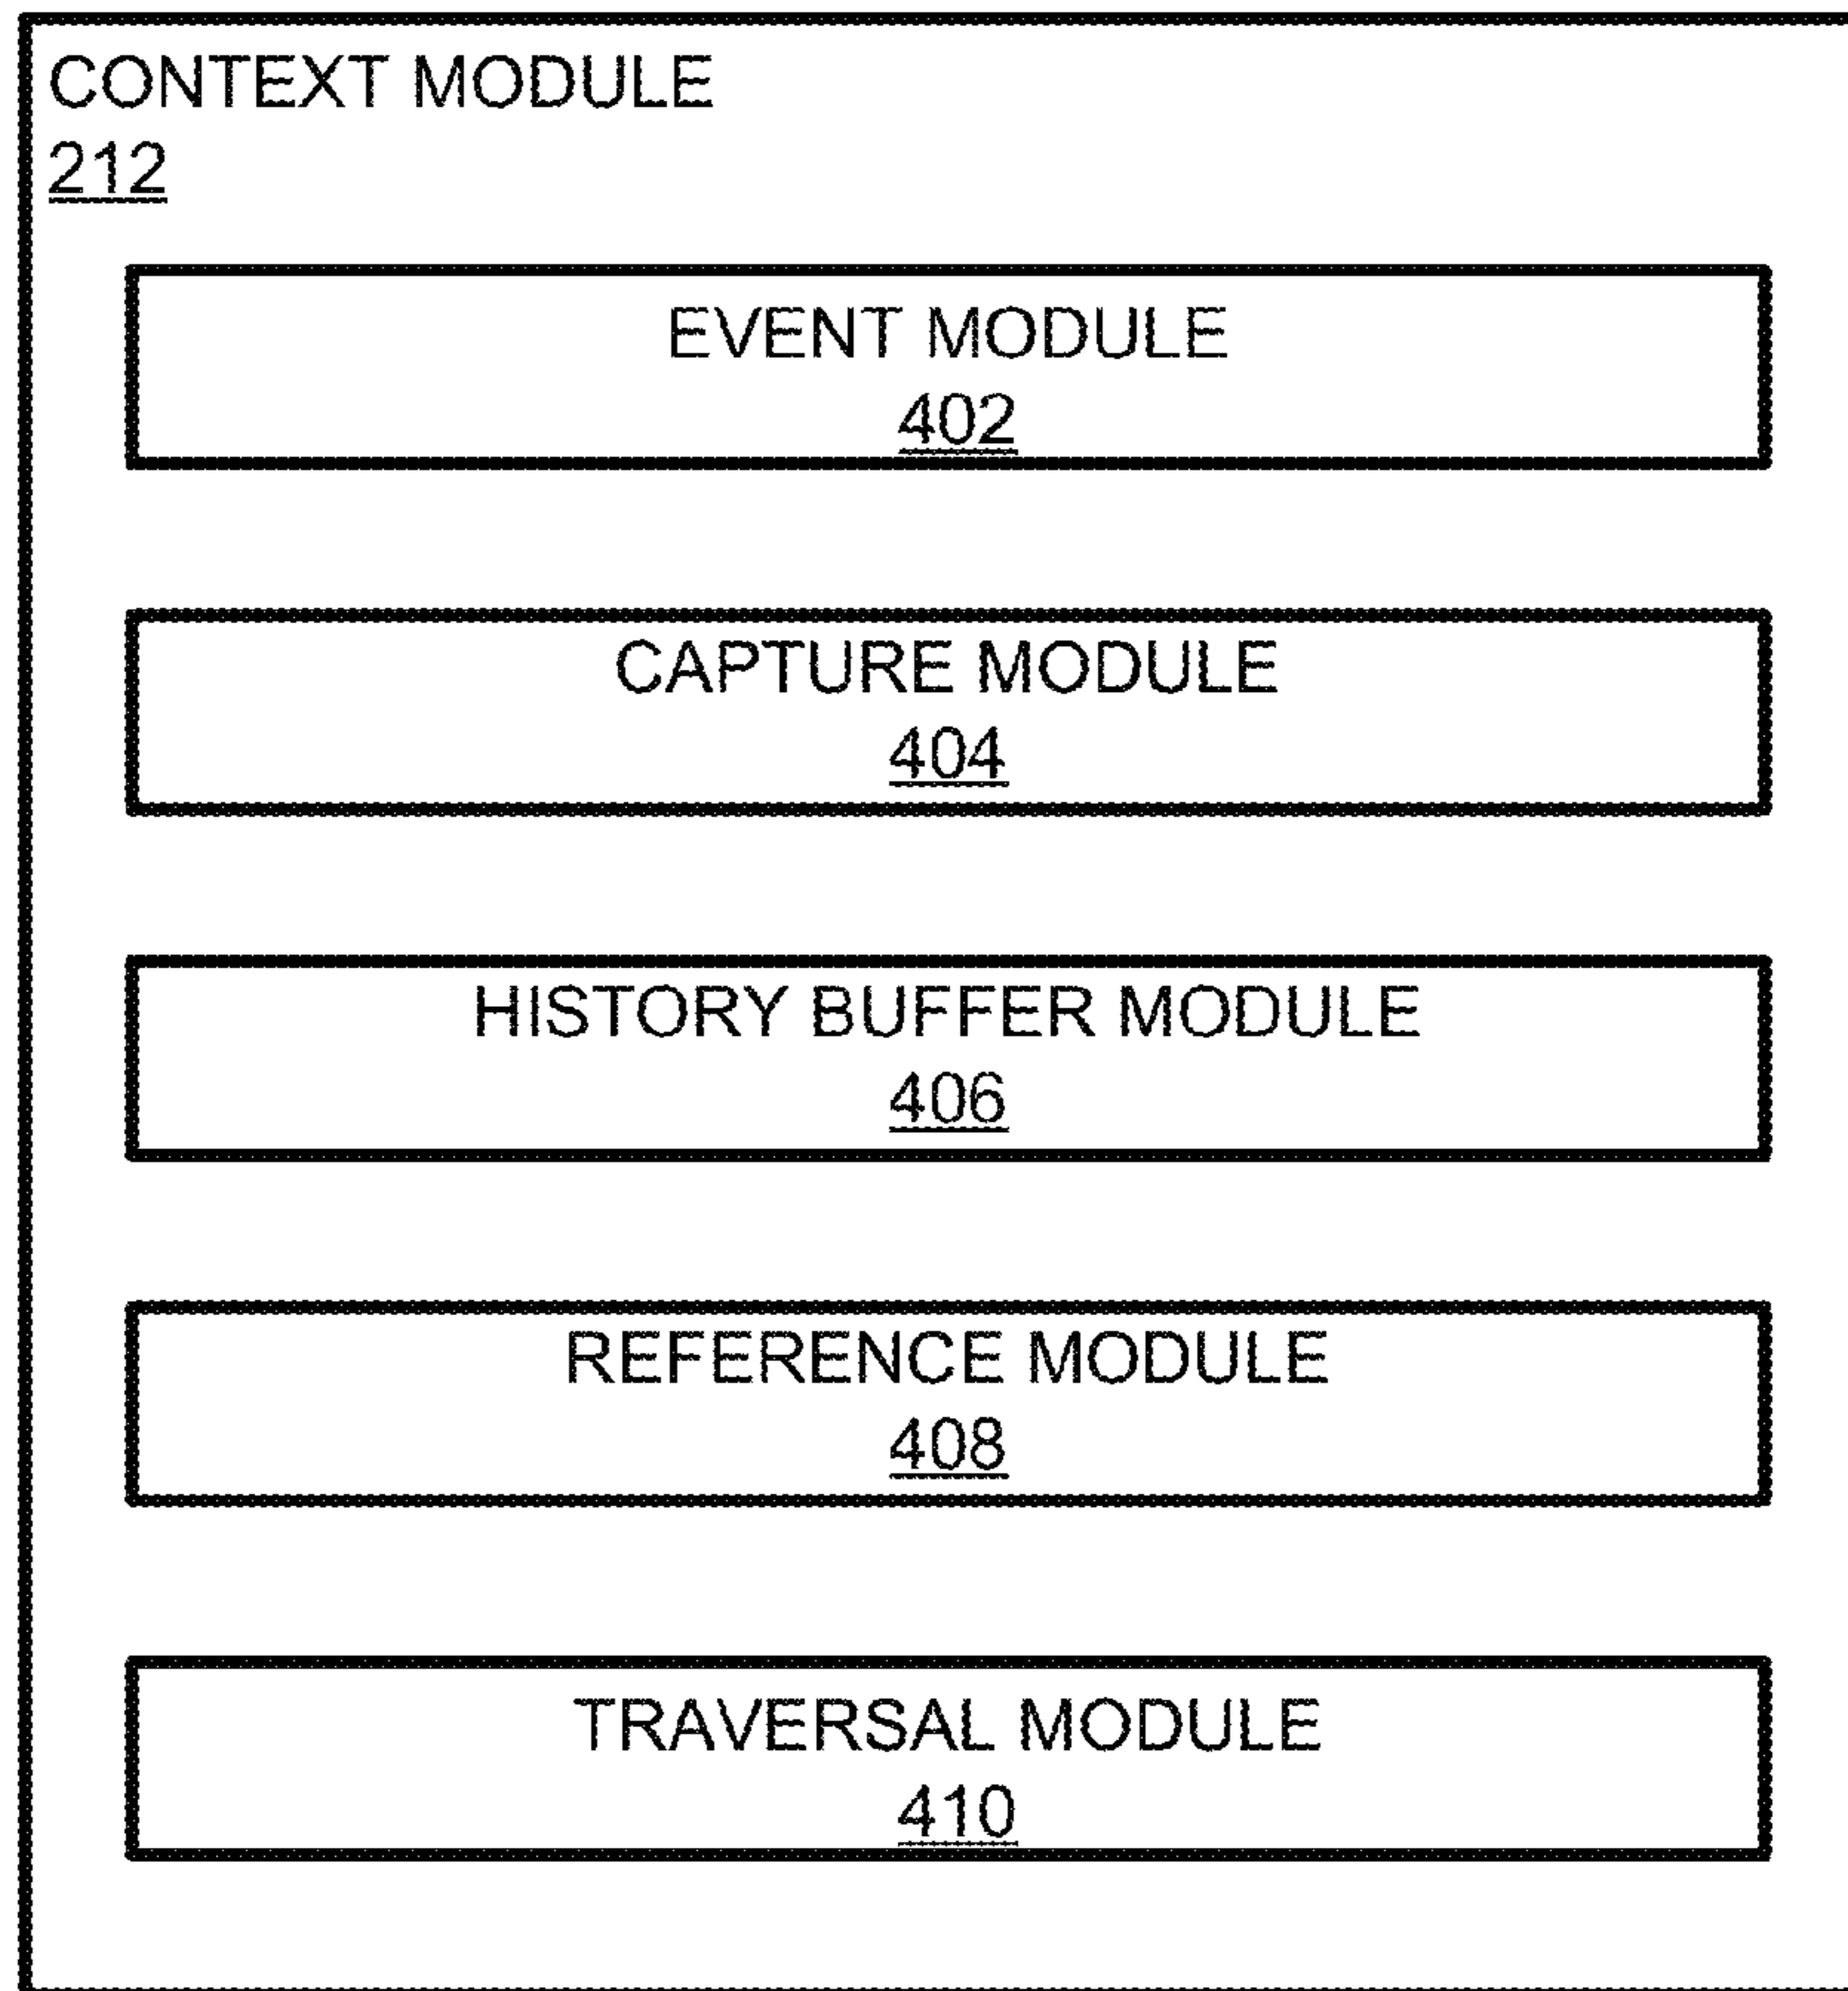 CONTEXT MODULE
212
EVENT MODULE
402
CAPTURE MODULE
404
HISTORY BUFFER MODULE
406
REFERENCE MODULE
408
TRAVERSAL MODULE
410